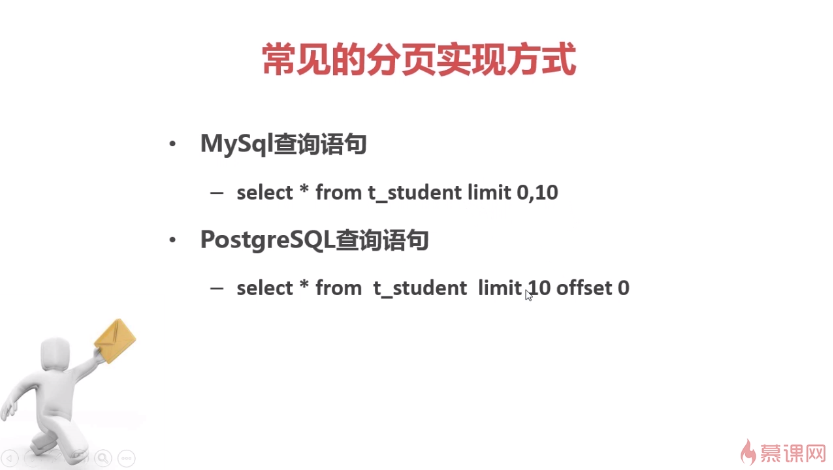 常见的分页实现方式
• MySql查询语句
– select * from t_student limit 0,10
• PostgreSQL查询语句
– select * from  t_student  limit 10 offset 0
慕课网